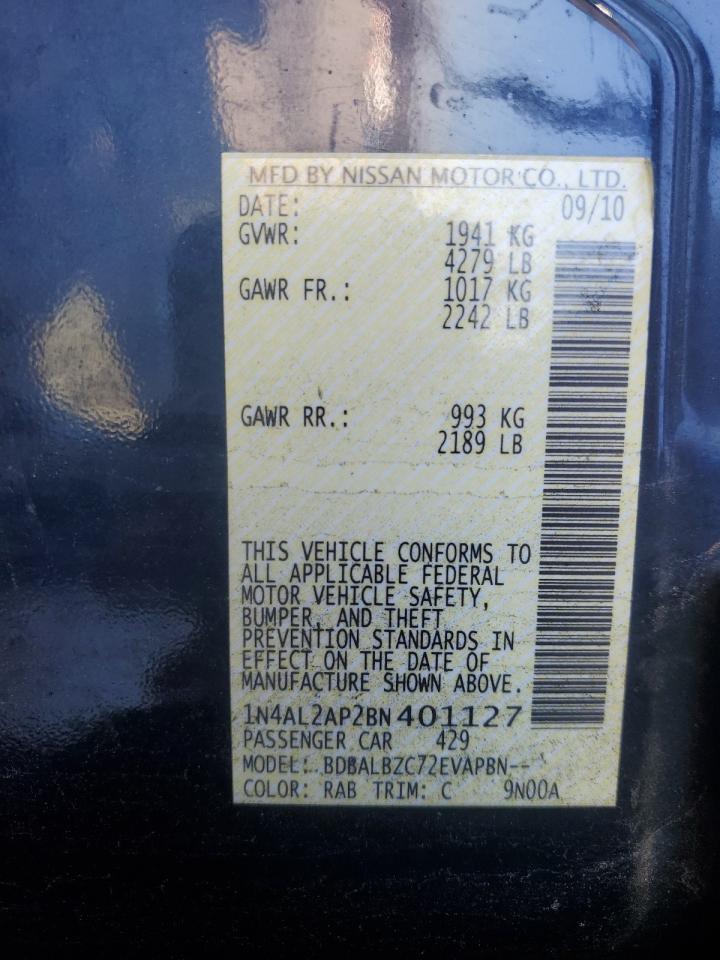 MFD BY NISSAN MOTOR CO., LTD.
DATE: 09/10
GVWR: 1941 KG
4279 LB
GAWR FR.: 1017 KG
2242 LB
GAWR RR.: 993 KG
2189 LB
THIS VEHICLE CONFORMS TO
ALL APPLICABLE FEDERAL
MOTOR VEHICLE SAFETY,
BUMPER, AND THEFT
PREVENTION STANDARDS IN
EFFECT ON THE DATE OF
MANUFACTURE SHOWN ABOVE.
1N4AL2AP2BN401127
PASSENGER CAR 429
MODEL: BDBALBZC72EVAPBN--
COLOR: RAB TRIM: C 9N00A